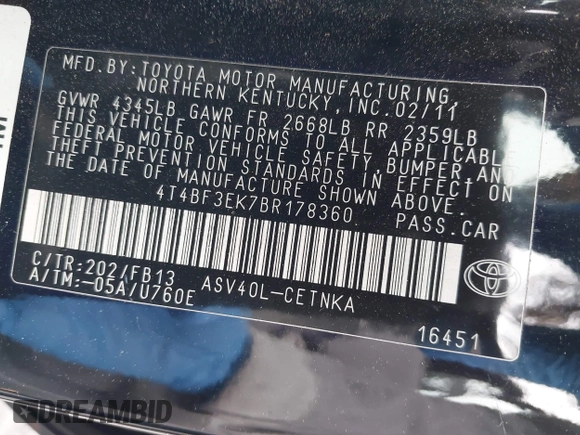 MFD.BY:TOYOTA MOTOR MANUFACTURING,
NORTHERN KENTUCKY, INC.02/11
GVWR 4345LB GAWR FR 2668LB RR 2359LB
THIS VEHICLE CONFORMS TO ALL APPLICABLE
FEDERAL MOTOR VEHICLE SAFETY, BUMPER AND
THEFT PREVENTION STANDARDS IN EFFECT ON
THE DATE OF MANUFACTURE SHOWN ABOVE.
4T4BF3EK7BR178360 PASS.CAR
C/TR:202/FB13
A/TM:-05A/U760E
ASV40L-CETNKA
TOYOTA
16451
DREAMBID